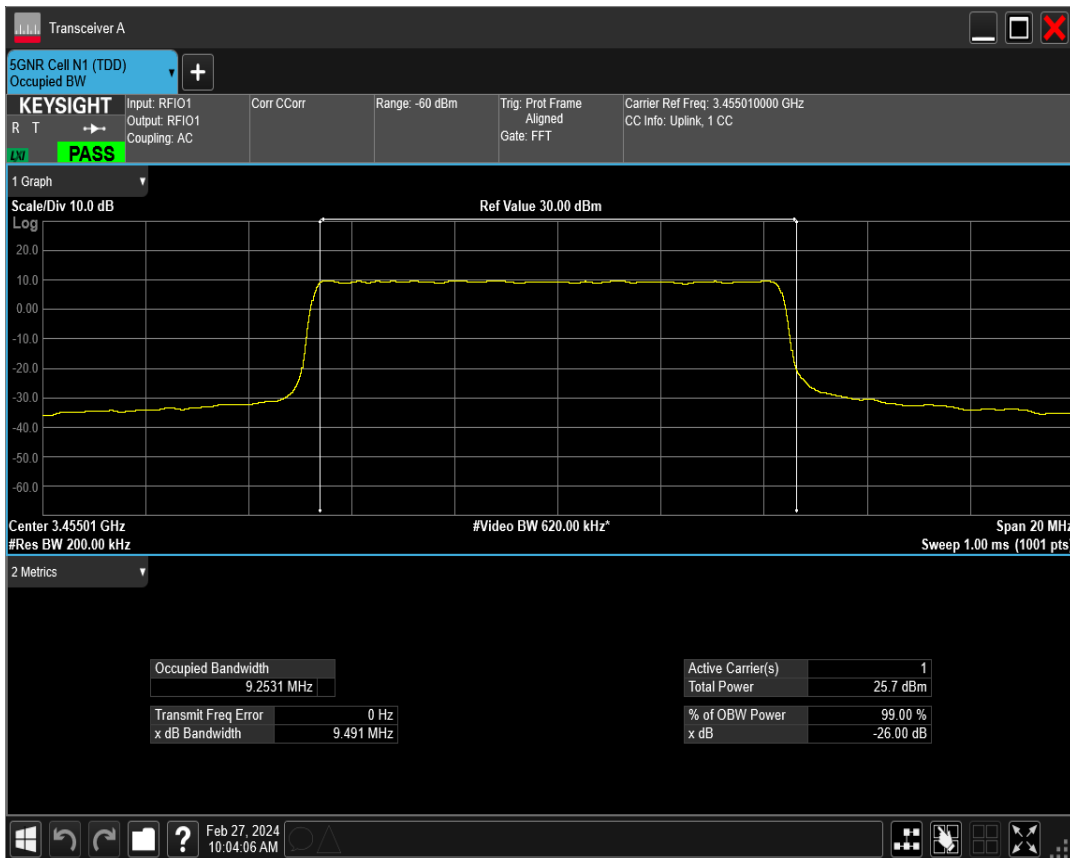 Transceiver A
5GNR Cell N1 (TDD)
Occupied BW
+
KEYSIGHT
R T
LXI
PASS
Input: RFIO1
Output: RFIO1
Coupling: AC
Corr CCorr
Range: -60 dBm
Trig: Prot Frame
Aligned
Gate: FFT
Carrier Ref Freq: 3.455010000 GHz
CC Info: Uplink, 1 CC
1 Graph
Scale/Div 10.0 dB
Ref Value 30.00 dBm
Log
20.0
10.0
0.00
-10.0
-20.0
-30.0
-40.0
-50.0
-60.0
Center 3.45501 GHz
#Video BW 620.00 kHz*
Span 20 MHz
#Res BW 200.00 kHz
Sweep 1.00 ms (1001 pts)
2 Metrics
Occupied Bandwidth
9.2531 MHz
Transmit Freq Error 0 Hz
x dB Bandwidth 9.491 MHz
Active Carrier(s) 1
Total Power 25.7 dBm
% of OBW Power 99.00 %
x dB -26.00 dB
?
Feb 27, 2024
10:04:06 AM